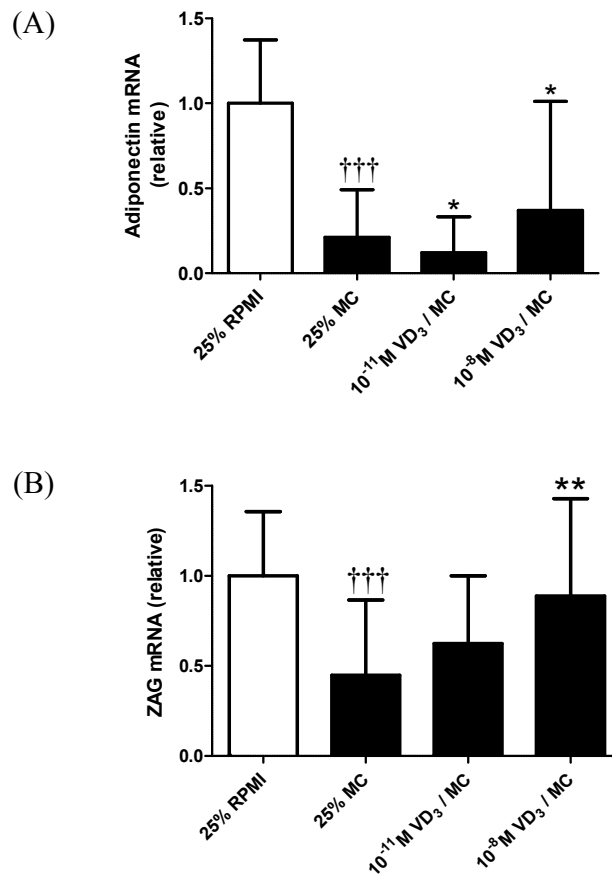 (A)
Adiponectin mRNA
(relative)
1.5
1.0
0.5
0.0
†††
*
*
25% RPMI
25% MC
10⁻¹¹M VD₃ / MC
10⁻⁸M VD₃ / MC
(B)
ZAG mRNA (relative)
1.5
1.0
0.5
0.0
†††
**
25% RPMI
25% MC
10⁻¹¹M VD₃ / MC
10⁻⁸M VD₃ / MC